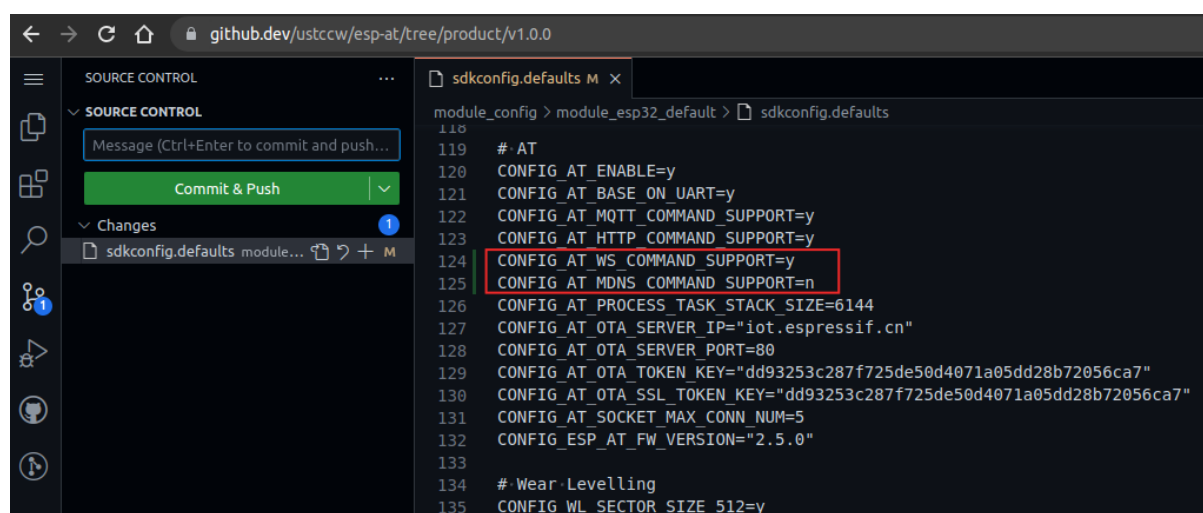 github.dev/ustccw/esp-at/tree/product/v1.0.0
SOURCE CONTROL
SOURCE CONTROL
Message (Ctrl+Enter to commit and push...
Commit & Push
Changes
1
sdkconfig.defaults module... M
1
sdkconfig.defaults M
module_config > module_esp32_default > sdkconfig.defaults
118
119 # AT
120 CONFIG_AT_ENABLE=y
121 CONFIG_AT_BASE_ON_UART=y
122 CONFIG_AT_MQTT_COMMAND_SUPPORT=y
123 CONFIG_AT_HTTP_COMMAND_SUPPORT=y
124 CONFIG_AT_WS_COMMAND_SUPPORT=y
125 CONFIG_AT_MDNS_COMMAND_SUPPORT=n
126 CONFIG_AT_PROCESS_TASK_STACK_SIZE=6144
127 CONFIG_AT_OTA_SERVER_IP="iot.espressif.cn"
128 CONFIG_AT_OTA_SERVER_PORT=80
129 CONFIG_AT_OTA_TOKEN_KEY="dd93253c287f725de50d4071a05dd28b72056ca7"
130 CONFIG_AT_OTA_SSL_TOKEN_KEY="dd93253c287f725de50d4071a05dd28b72056ca7"
131 CONFIG_AT_SOCKET_MAX_CONN_NUM=5
132 CONFIG_ESP_AT_FW_VERSION="2.5.0"
133
134 # Wear Levelling
135 CONFIG_WL_SECTOR_SIZE_512=y